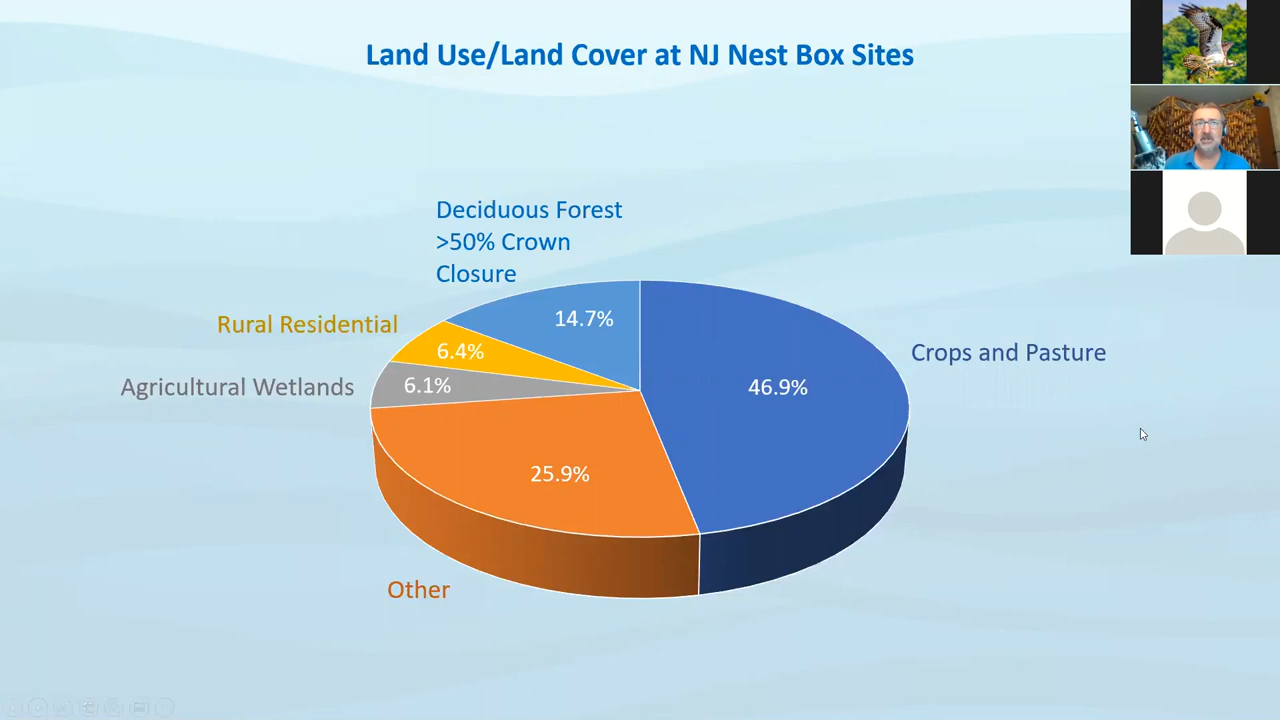 Land Use/Land Cover at NJ Nest Box Sites
Deciduous Forest
>50% Crown
Closure
14.7%
Rural Residential
6.4%
Crops and Pasture
46.9%
Agricultural Wetlands
6.1%
25.9%
Other